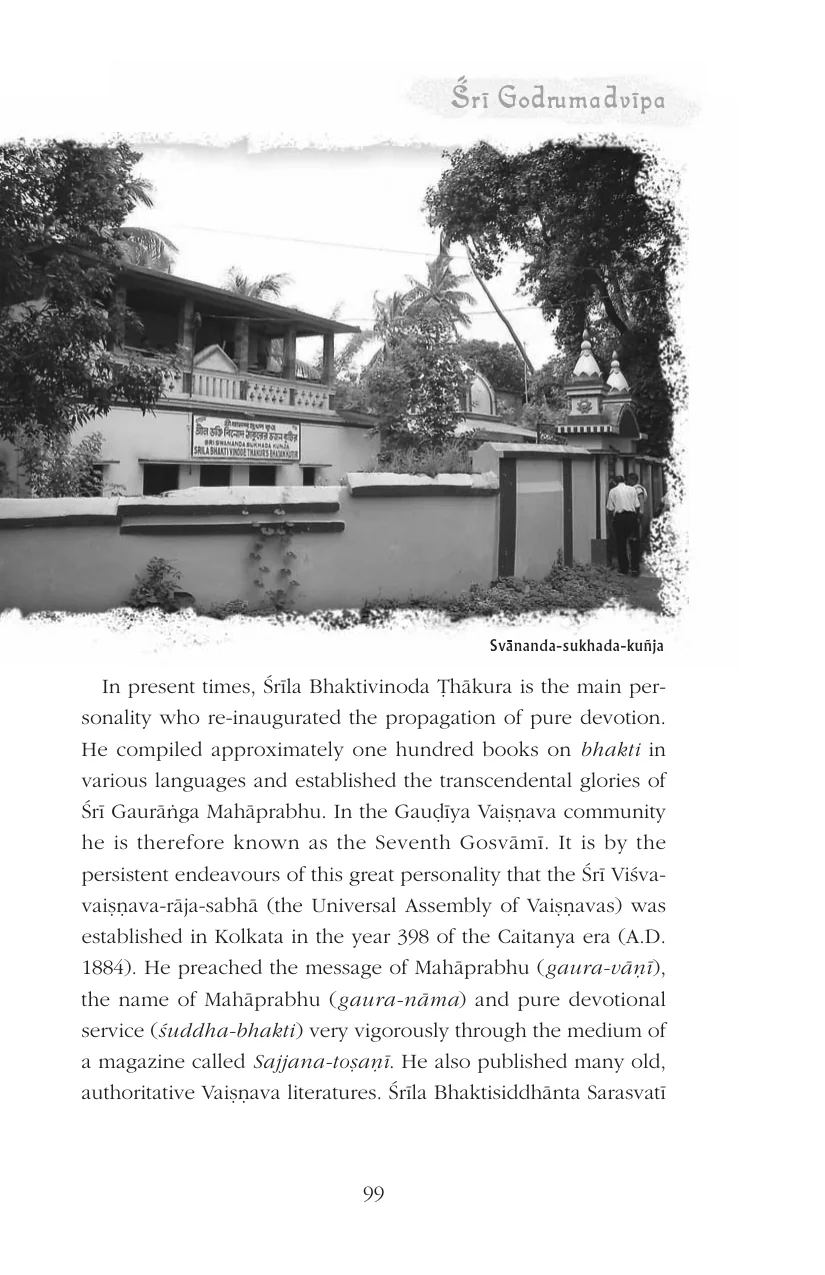 Śrī Godrumadvīpa
শ্রীল ভক্তি বিনোদ ঠাকুরের ভজন কুটির
SRI SWANANDA SUKHADA KUNJA
SRILA BHAKTI VINODE THAKUR'S BHAJAN KUTIR
Svānanda-sukhada-kuñja
In present times, Śrīla Bhaktivinoda Ṭhākura is the main per-
sonality who re-inaugurated the propagation of pure devotion.
He compiled approximately one hundred books on bhakti in
various languages and established the transcendental glories of
Śrī Gaurāṅga Mahāprabhu. In the Gauḍīya Vaiṣṇava community
he is therefore known as the Seventh Gosvāmī. It is by the
persistent endeavours of this great personality that the Śrī Viśva-
vaiṣṇava-rāja-sabhā (the Universal Assembly of Vaiṣṇavas) was
established in Kolkata in the year 398 of the Caitanya era (A.D.
1884). He preached the message of Mahāprabhu (gaura-vāṇī),
the name of Mahāprabhu (gaura-nāma) and pure devotional
service (śuddha-bhakti) very vigorously through the medium of
a magazine called Sajjana-toṣaṇī. He also published many old,
authoritative Vaiṣṇava literatures. Śrīla Bhaktisiddhānta Sarasvatī
99